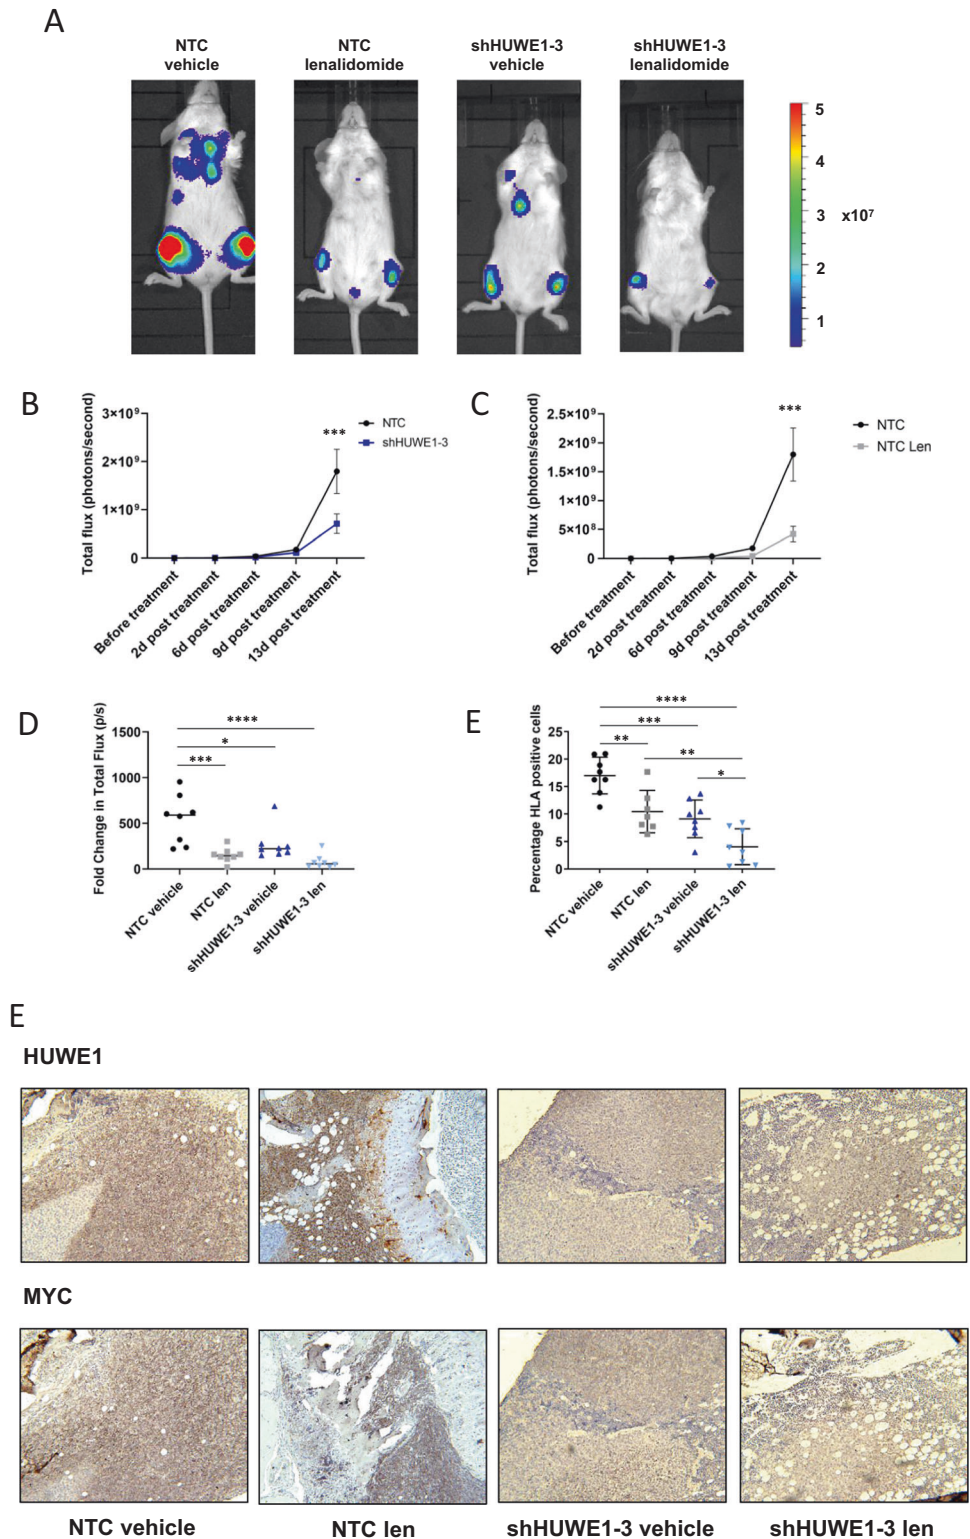 A
NTC vehicle
NTC lenalidomide
shHUWE1-3 vehicle
shHUWE1-3 lenalidomide
5
4
3 x10⁷
2
1
B
Total flux (photons/second)
3×10⁹
2×10⁹
1×10⁹
0
***
NTC
shHUWE1-3
Before treatment
2d post treatment
6d post treatment
9d post treatment
13d post treatment
C
Total flux (photons/second)
2.5×10⁹
2×10⁹
1.5×10⁹
1×10⁹
5×10⁸
0
***
NTC
NTC Len
Before treatment
2d post treatment
6d post treatment
9d post treatment
13d post treatment
D
Fold Change in Total Flux (p/s)
1500
1000
500
0
****
*
***
NTC vehicle
NTC len
shHUWE1-3 vehicle
shHUWE1-3 len
E
Percentage HLA positive cells
25
20
15
10
5
0
****
***
**
**
*
NTC vehicle
NTC len
shHUWE1-3 vehicle
shHUWE1-3 len
E
HUWE1
MYC
NTC vehicle
NTC len
shHUWE1-3 vehicle
shHUWE1-3 len